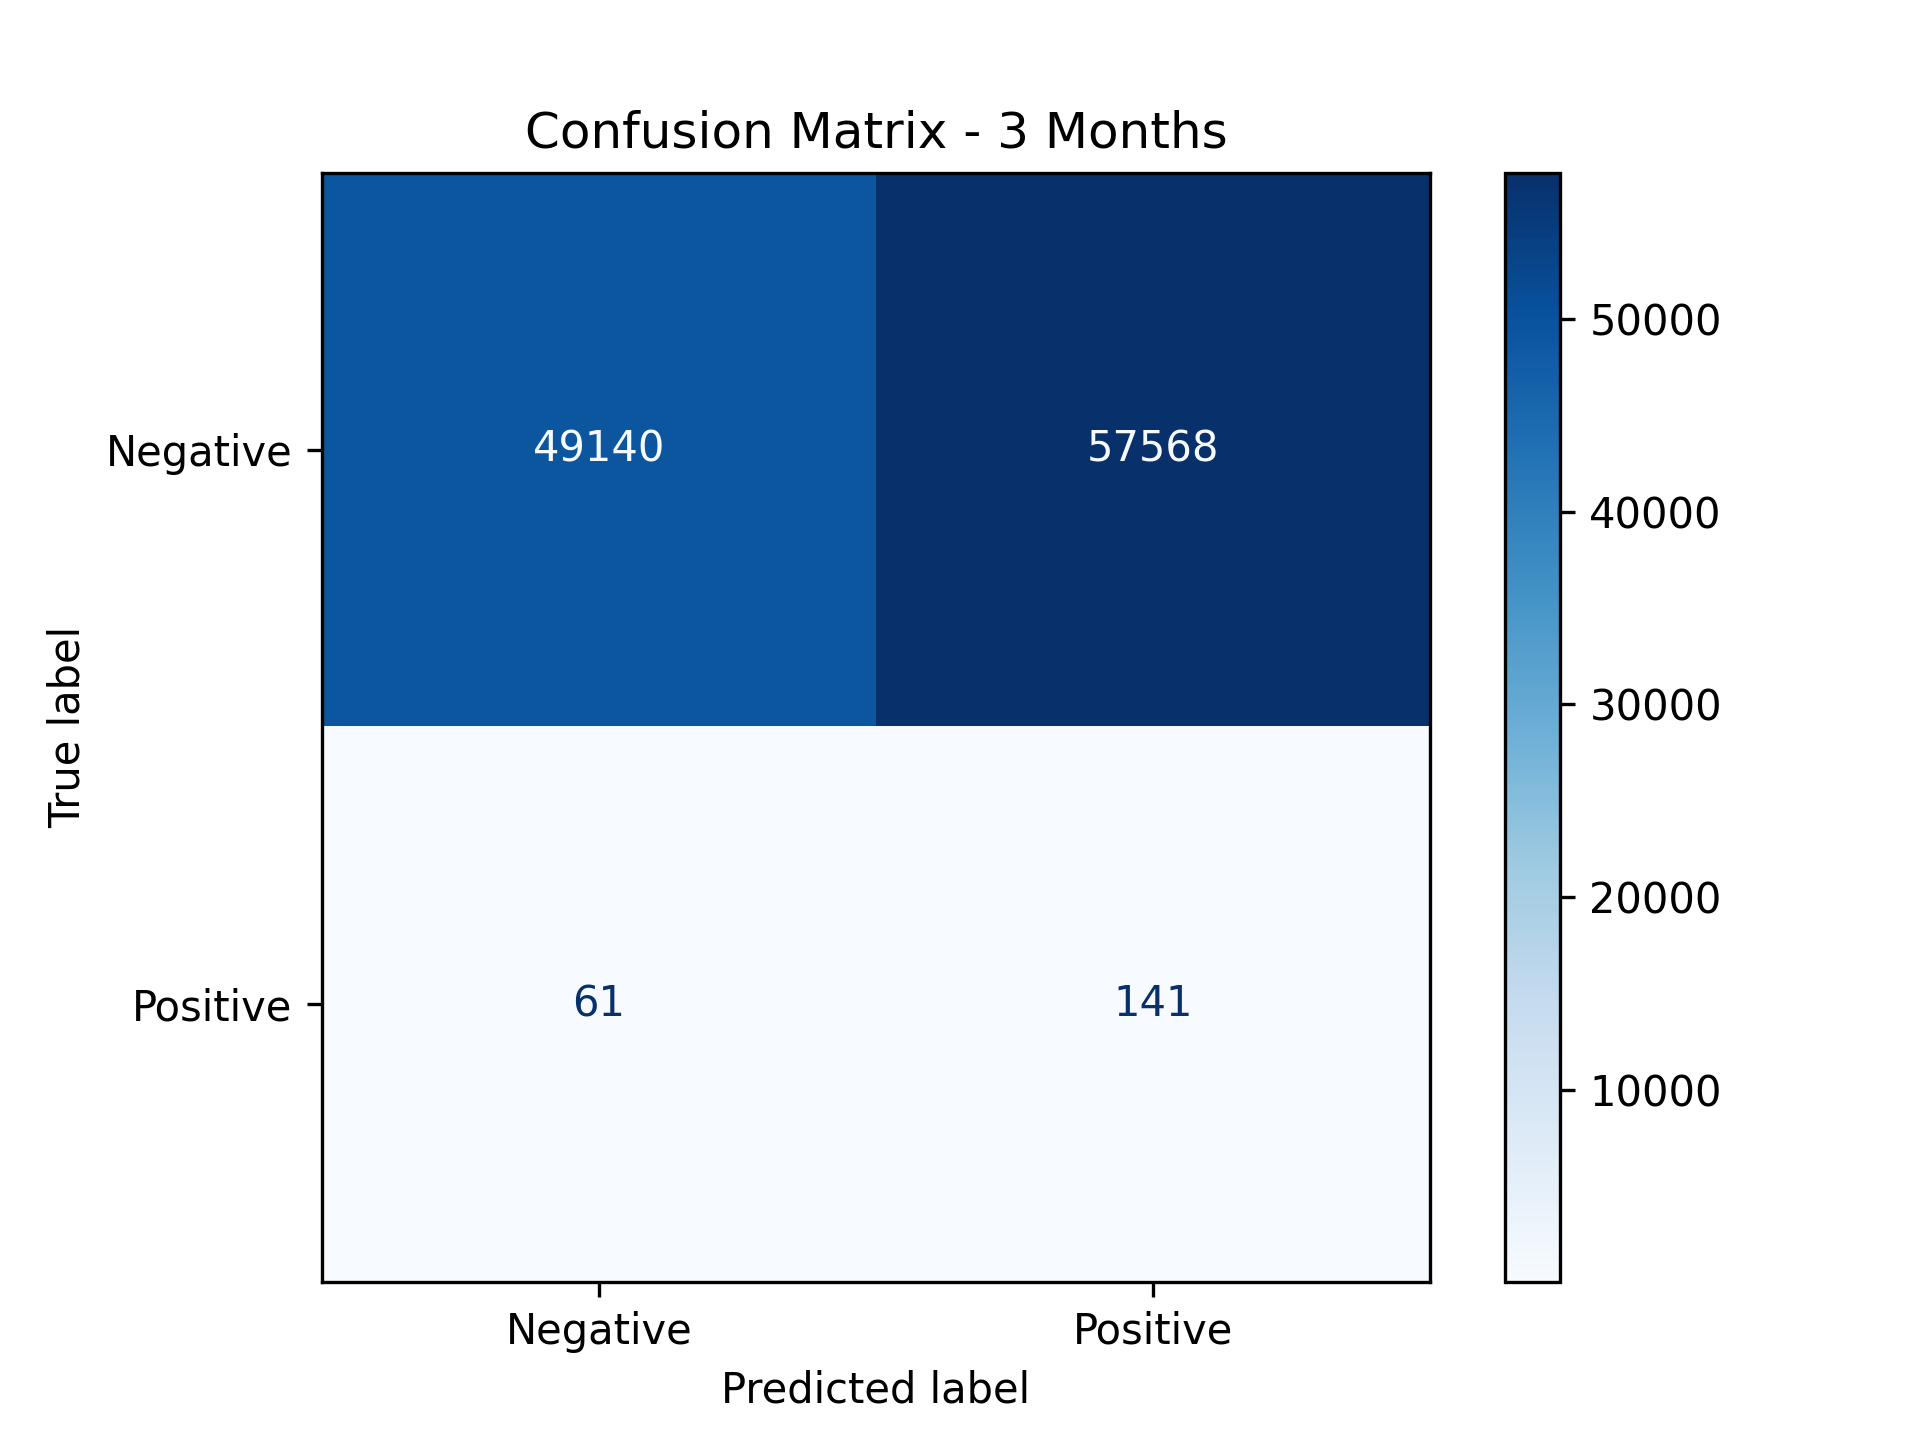 Confusion Matrix - 3 Months
True label
Negative
Positive
49140
57568
61
141
Negative
Positive
Predicted label
50000
40000
30000
20000
10000